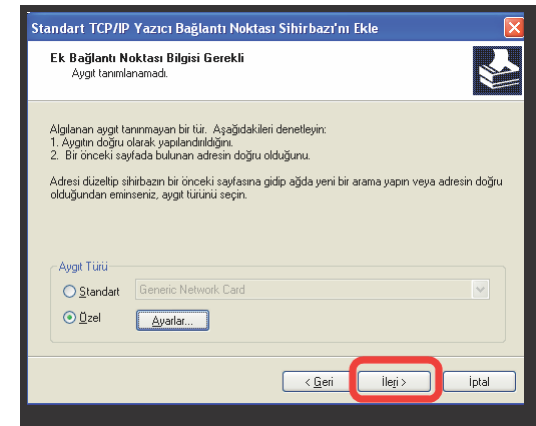 Standart TCP/IP Yazıcı Bağlantı Noktası Sihirbazı'nı Ekle
Ek Bağlantı Noktası Bilgisi Gerekli
Aygıt tanımlanamadı.
Algılanan aygıt tanınmayan bir tür. Aşağıdakileri denetleyin:
1. Aygıtın doğru olarak yapılandırıldığını.
2. Bir önceki sayfada bulunan adresin doğru olduğunu.
Adresi düzeltip sihirbazın bir önceki sayfasına gidip ağda yeni bir arama yapın veya adresin doğru
olduğundan eminseniz, aygıt türünü seçin.
Aygıt Türü
Standart
Generic Network Card
Özel
Ayarlar...
< Geri
İleri >
İptal